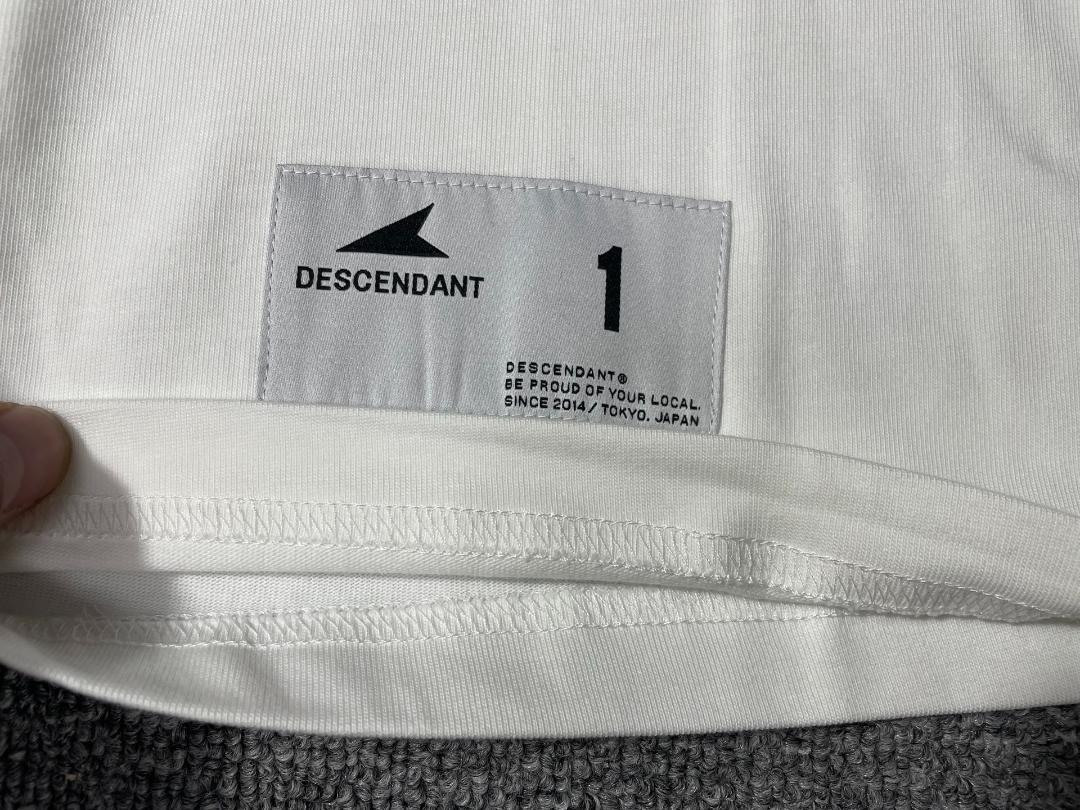 DESCENDANT
1
DESCENDANT®
BE PROUD OF YOUR LOCAL.
SINCE 2014/TOKYO. JAPAN